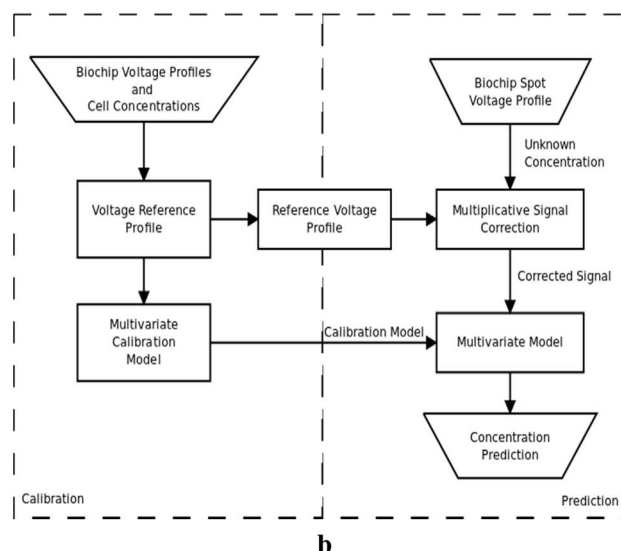 Biochip Voltage Profiles
and
Cell Concentrations
Biochip Spot
Voltage Profile
Unknown
Concentration
Voltage Reference
Profile
Reference Voltage
Profile
Multiplicative Signal
Correction
Corrected Signal
Multivariate
Calibration
Model
Calibration Model
Multivariate Model
Concentration
Prediction
Calibration
Prediction
b